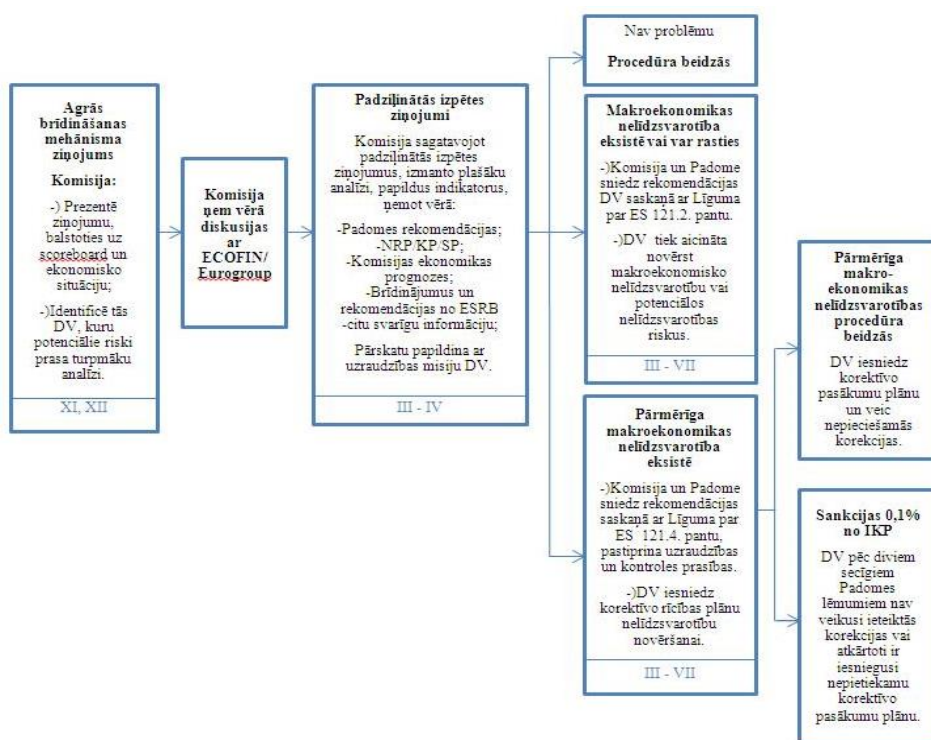 Agrās
brīdināšanas
mehānisma
ziņojums
Komisija:
-) Prezentē
ziņojumu,
balstoties uz
scoreboard un
ekonomisko
situāciju;
-)Identificē tās
DV, kuru
potenciālie riski
prasa turpmāku
analīzi.
XI, XII
Komisija
ņem vērā
diskusijas
ar
ECOFIN/
Eurogroup
Padziļinātās izpētes
ziņojumi
Komisija sagatavojot
padziļinātās izpētes
ziņojumus, izmanto plašāku
analīzi, papildus indikatorus,
ņemot vērā:
-Padomes rekomendācijas;
-NRP/KP/SP;
-Komisijas ekonomikas
prognozes;
-Brīdinājumus un
rekomendācijas no ESRB
-citu svarīgu informāciju;
Pārskatu papildina ar
uzraudzības misiju DV.
III - IV
Nav problēmu
Procedūra beidzās
Makroekonomikas
nelīdzsvarotība
eksistē vai var rasties
-)Komisija un Padome
sniedz rekomendācijas
DV saskaņā ar Līguma
par ES 121.2. pantu.
-)DV tiek aicināta
novērst
makroekonomisko
nelīdzsvarotību vai
potenciālos
nelīdzsvarotības
riskus.
III - VII
Pārmērīga
makroekonomikas
nelīdzsvarotība
eksistē
-)Komisija un Padome
sniedz rekomendācijas
saskaņā ar Līguma par
ES 121.4. pantu,
pastiprina uzraudzības
un kontroles prasības.
-)DV iesniedz
korektīvo rīcības plānu
nelīdzsvarotību
novēršanai.
III - VII
Pārmērīga
makro-
ekonomikas
nelīdzsvarotības
procedūra
beidzās
DV iesniedz
korektīvo
pasākumu plānu
un veic
nepieciešamās
korekcijas.
Sankcijas 0,1%
no IKP
DV pēc diviem
secīgiem
Padomes
lēmumiem nav
veikusi ieteiktās
korekcijas vai
atkārtoti ir
iesniegusi
nepietiekamu
korektīvo
pasākumu plānu.